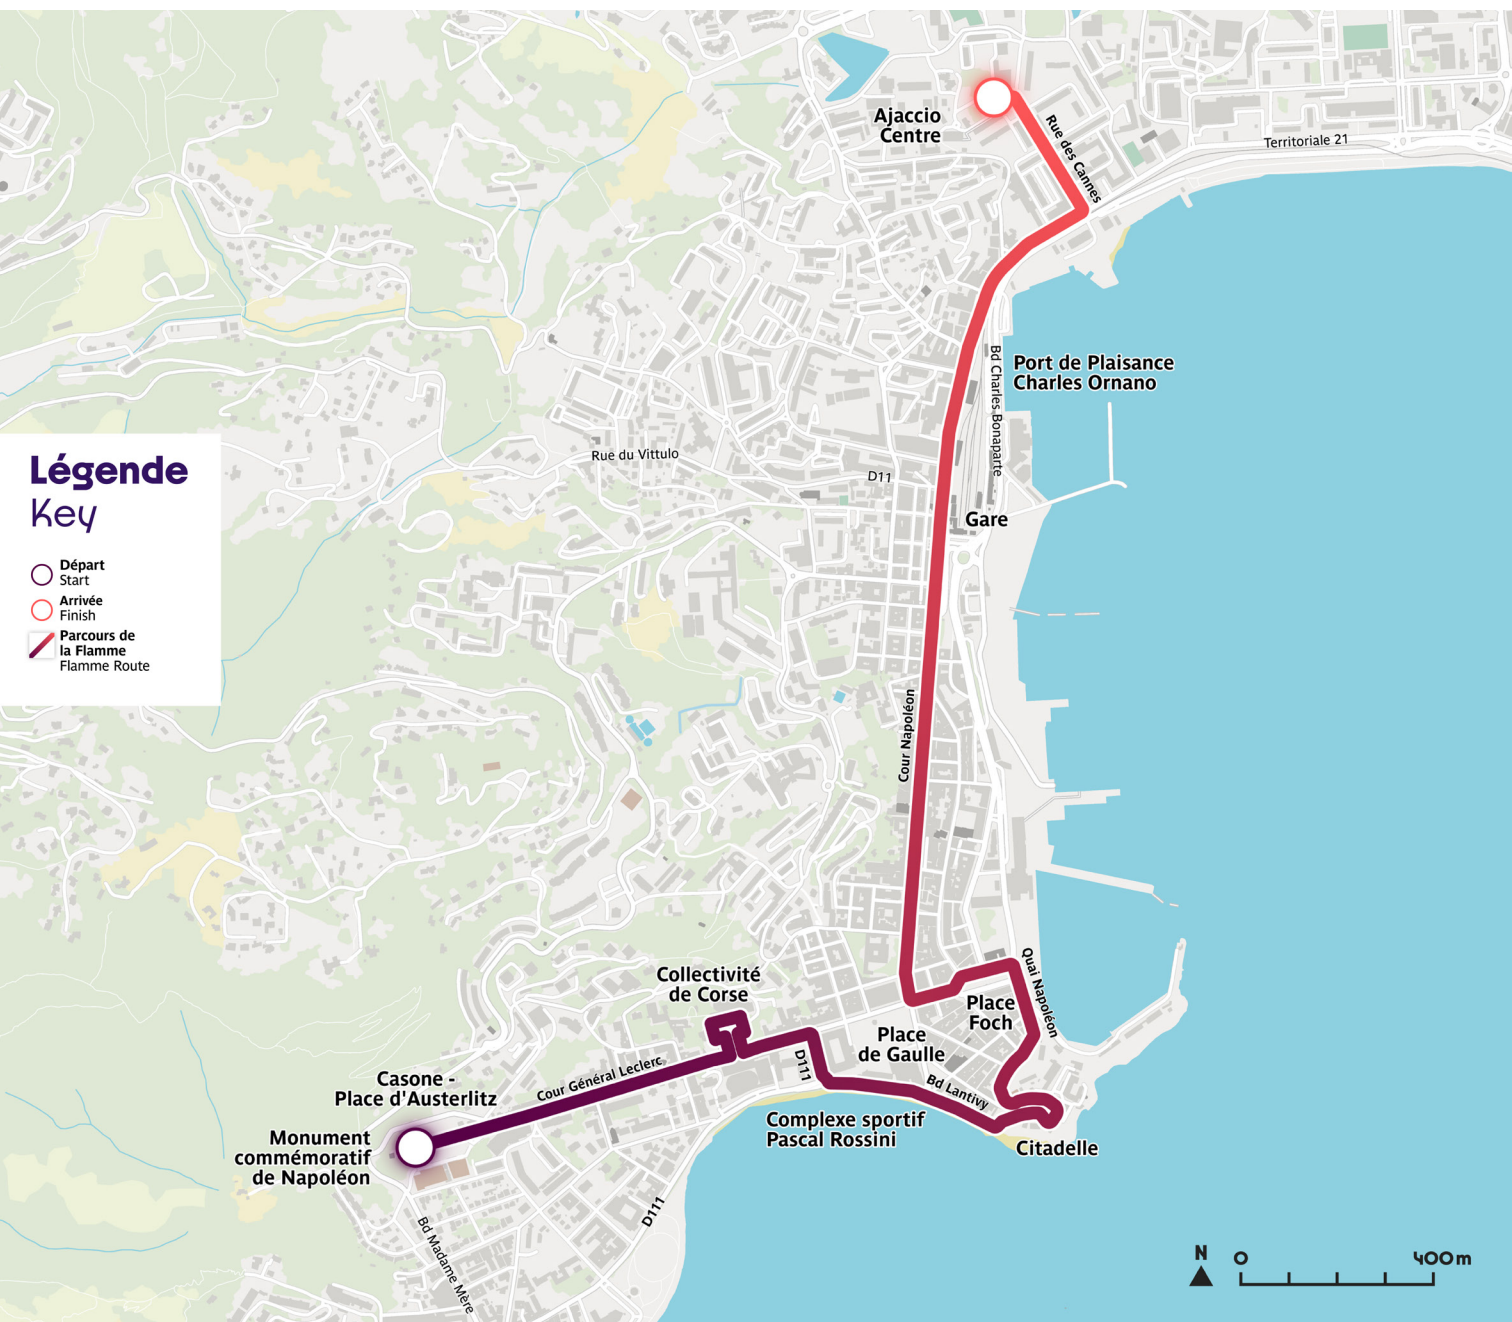 Ajaccio
Centre
Rue des Cannes
Territoriale 21
Port de Plaisance
Charles Ornano
Bd Charles Bonaparte
Légende
Key
Départ
Start
Arrivée
Finish
Parcours de
la Flamme
Flamme Route
Rue du Vittulo
D11
Gare
Cour Napoléon
Collectivité
de Corse
Quai Napoléon
Place
Foch
Place
de Gaulle
D111
Cour Général Leclerc
Casone -
Place d'Austerlitz
Bd Lantivy
Complexe sportif
Pascal Rossini
Citadelle
Monument
commémoratif
de Napoléon
D111
Bd Madame Mère
N
0
400m